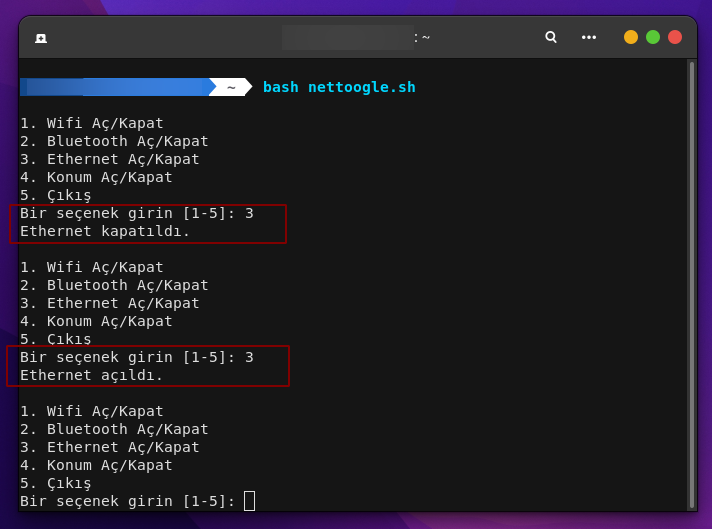 : ~
~ bash nettoogle.sh
1. Wifi Aç/Kapat
2. Bluetooth Aç/Kapat
3. Ethernet Aç/Kapat
4. Konum Aç/Kapat
5. Çıkış
Bir seçenek girin [1-5]: 3
Ethernet kapatıldı.
1. Wifi Aç/Kapat
2. Bluetooth Aç/Kapat
3. Ethernet Aç/Kapat
4. Konum Aç/Kapat
5. Çıkış
Bir seçenek girin [1-5]: 3
Ethernet açıldı.
1. Wifi Aç/Kapat
2. Bluetooth Aç/Kapat
3. Ethernet Aç/Kapat
4. Konum Aç/Kapat
5. Çıkış
Bir seçenek girin [1-5]: